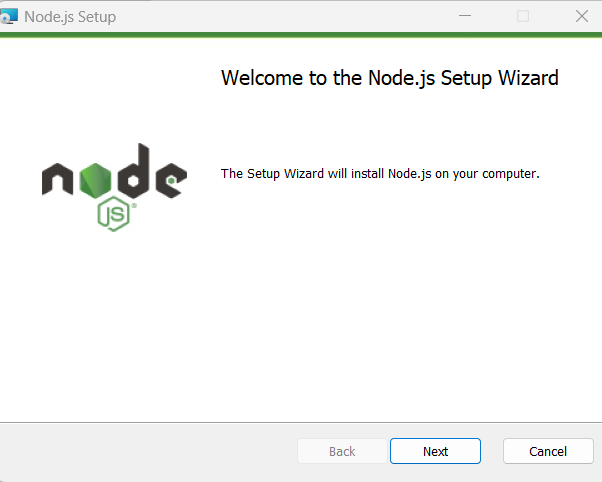 Node.js Setup
Welcome to the Node.js Setup Wizard
node
JS®
The Setup Wizard will install Node.js on your computer.
Back
Next
Cancel